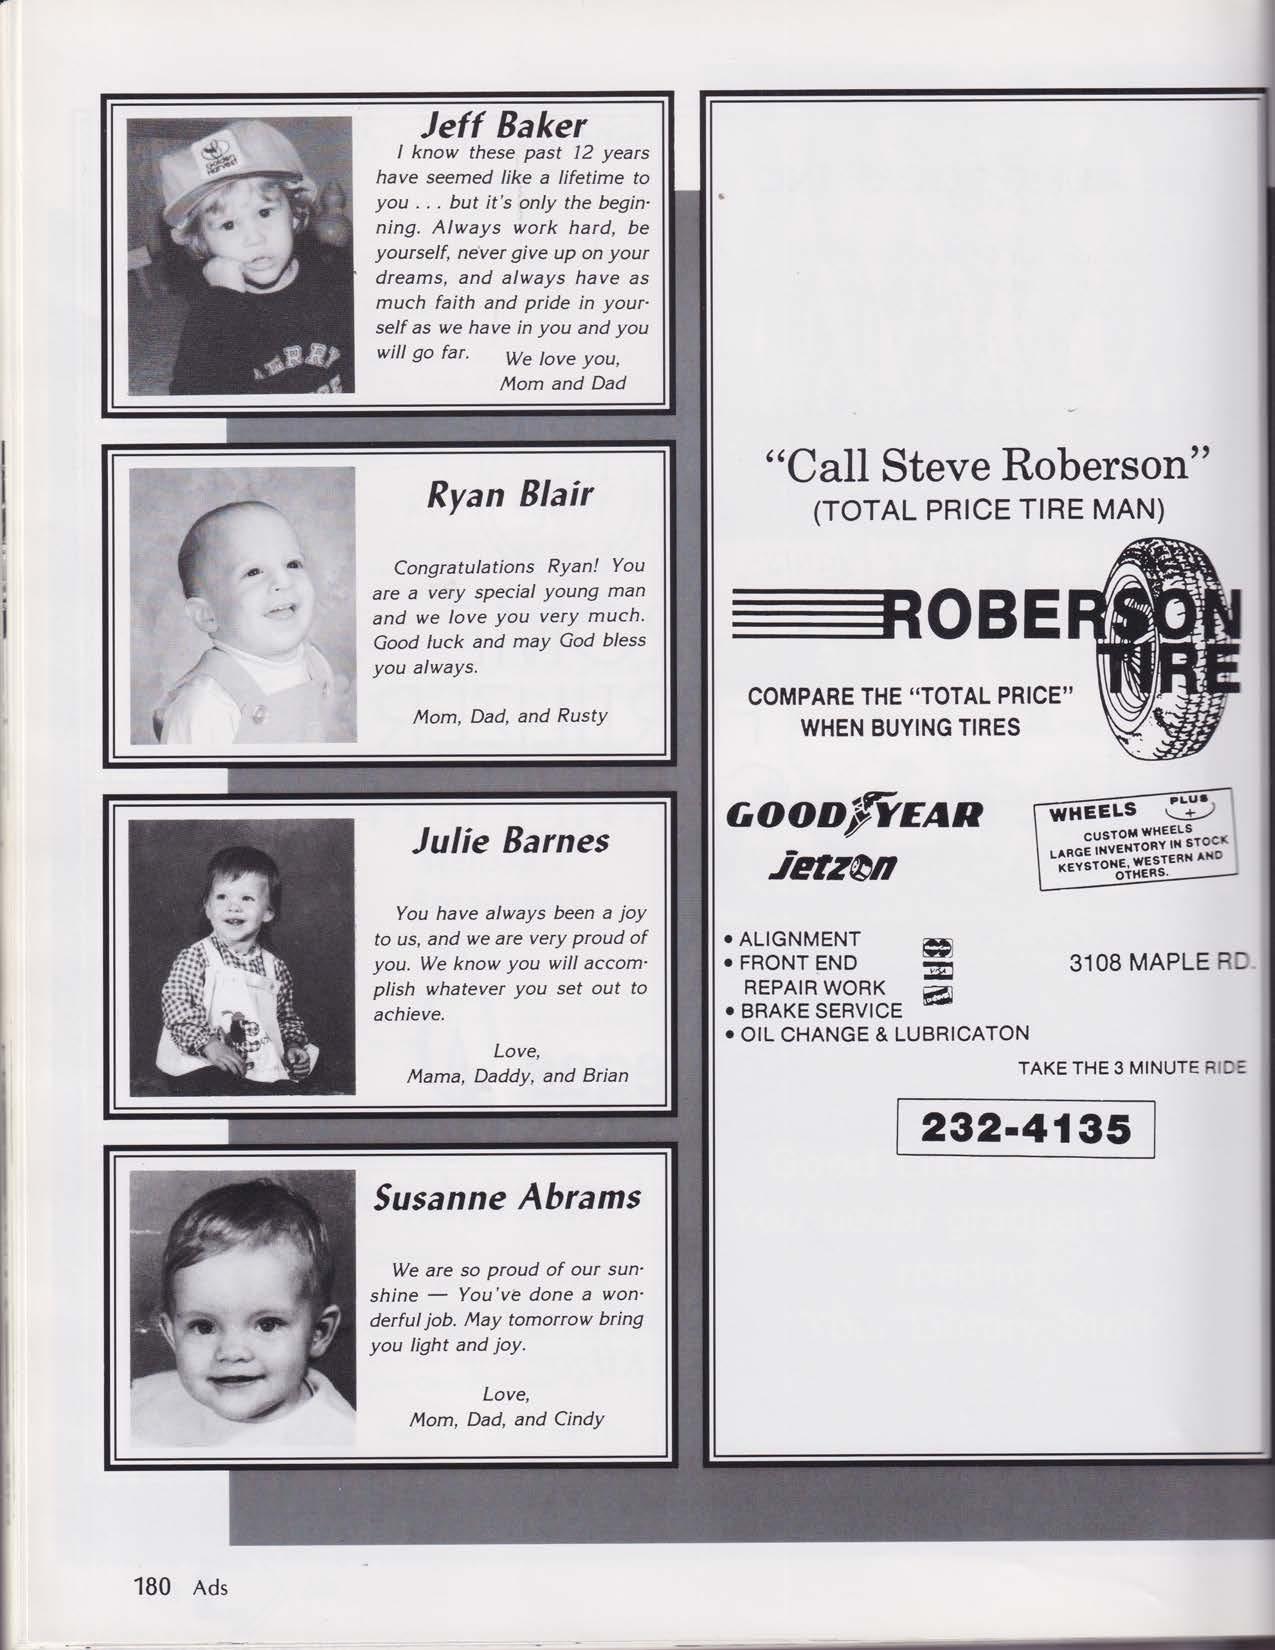 Jeff Baker
I know these past 12 years
have seemed like a lifetime to
you . . . but it's only the begin-
ning. Always work hard, be
yourself, never give up on your
dreams, and always have as
much faith and pride in your-
self as we have in you and you
will go far. We love you,
Mom and Dad
Golden
Harvest
Ryan Blair
Congratulations Ryan! You
are a very special young man
and we love you very much.
Good luck and may God bless
you always.
Mom, Dad, and Rusty
Julie Barnes
You have always been a joy
to us, and we are very proud of
you. We know you will accom-
plish whatever you set out to
achieve.
Love,
Mama, Daddy, and Brian
Susanne Abrams
We are so proud of our sun-
shine — You've done a won-
derful job. May tomorrow bring
you light and joy.
Love,
Mom, Dad, and Cindy
"Call Steve Roberson"
(TOTAL PRICE TIRE MAN)
ROBERSON
TIRE
COMPARE THE "TOTAL PRICE"
WHEN BUYING TIRES
GOODYEAR
jetzon
WHEELS PLUS
+
CUSTOM WHEELS
LARGE INVENTORY IN STOCK
KEYSTONE, WESTERN AND
OTHERS.
• ALIGNMENT
• FRONT END
REPAIR WORK
• BRAKE SERVICE
• OIL CHANGE & LUBRICATON
MasterCard
VISA
3108 MAPLE RD.
TAKE THE 3 MINUTE RIDE
232-4135
180 Ads